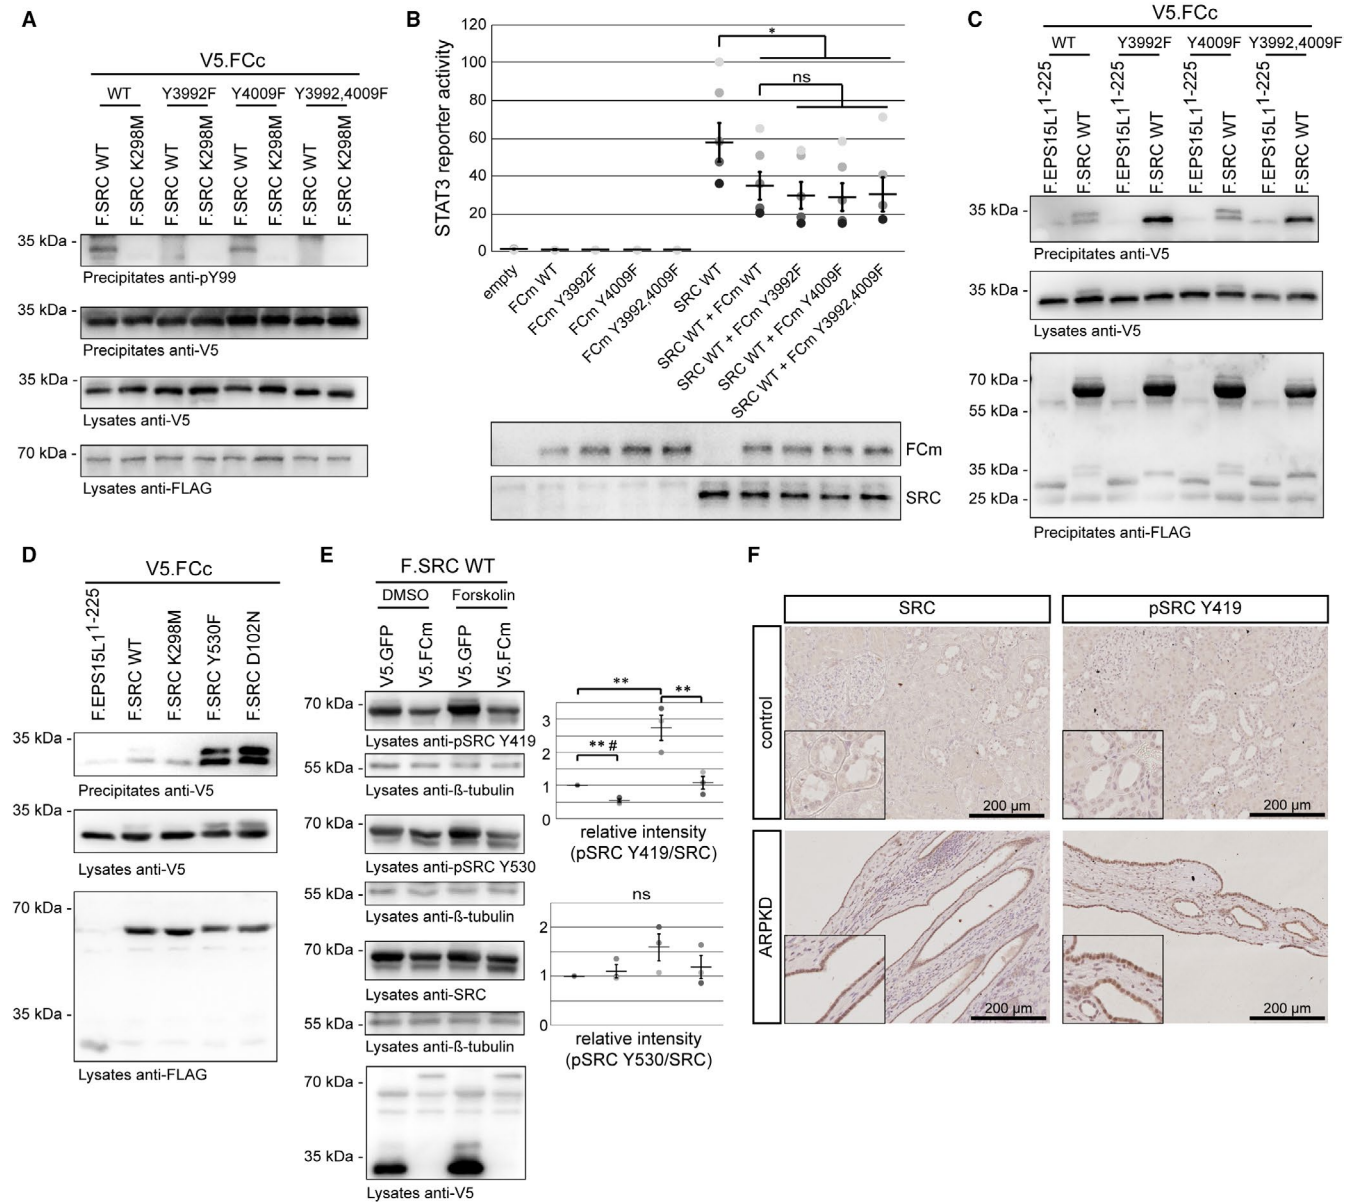 A
V5.FCc
WT Y3992F Y4009F Y3992,4009F
F.SRC WT
F.SRC K298M
F.SRC WT
F.SRC K298M
F.SRC WT
F.SRC K298M
F.SRC WT
F.SRC K298M
35 kDa -
Precipitates anti-pY99
35 kDa -
Precipitates anti-V5
35 kDa -
Lysates anti-V5
70 kDa -
Lysates anti-FLAG
B
STAT3 reporter activity
120
100
80
60
40
20
0
*
ns
empty
FCm WT
FCm Y3992F
FCm Y4009F
FCm Y3992,4009F
SRC WT
SRC WT + FCm WT
SRC WT + FCm Y3992F
SRC WT + FCm Y4009F
SRC WT + FCm Y3992,4009F
FCm
SRC
C
V5.FCc
WT Y3992F Y4009F Y3992,4009F
F.EPS15L1¹⁻²²⁵
F.SRC WT
F.EPS15L1¹⁻²²⁵
F.SRC WT
F.EPS15L1¹⁻²²⁵
F.SRC WT
F.EPS15L1¹⁻²²⁵
F.SRC WT
35 kDa -
Precipitates anti-V5
35 kDa -
Lysates anti-V5
70 kDa -
55 kDa -
35 kDa -
25 kDa -
Precipitates anti-FLAG
D
V5.FCc
F.EPS15L1¹⁻²²⁵
F.SRC WT
F.SRC K298M
F.SRC Y530F
F.SRC D102N
35 kDa -
Precipitates anti-V5
35 kDa -
Lysates anti-V5
70 kDa -
35 kDa -
Lysates anti-FLAG
E
F.SRC WT
DMSO Forskolin
V5.GFP
V5.FCm
V5.GFP
V5.FCm
70 kDa -
Lysates anti-pSRC Y419
55 kDa -
Lysates anti-ß-tubulin
70 kDa -
Lysates anti-pSRC Y530
55 kDa -
Lysates anti-ß-tubulin
70 kDa -
Lysates anti-SRC
55 kDa -
Lysates anti-ß-tubulin
70 kDa -
35 kDa -
Lysates anti-V5
**
**
** #
3
2
1
0
relative intensity
(pSRC Y419/SRC)
ns
2
1
0
relative intensity
(pSRC Y530/SRC)
F
SRC
pSRC Y419
control
200 µm
200 µm
ARPKD
200 µm
200 µm